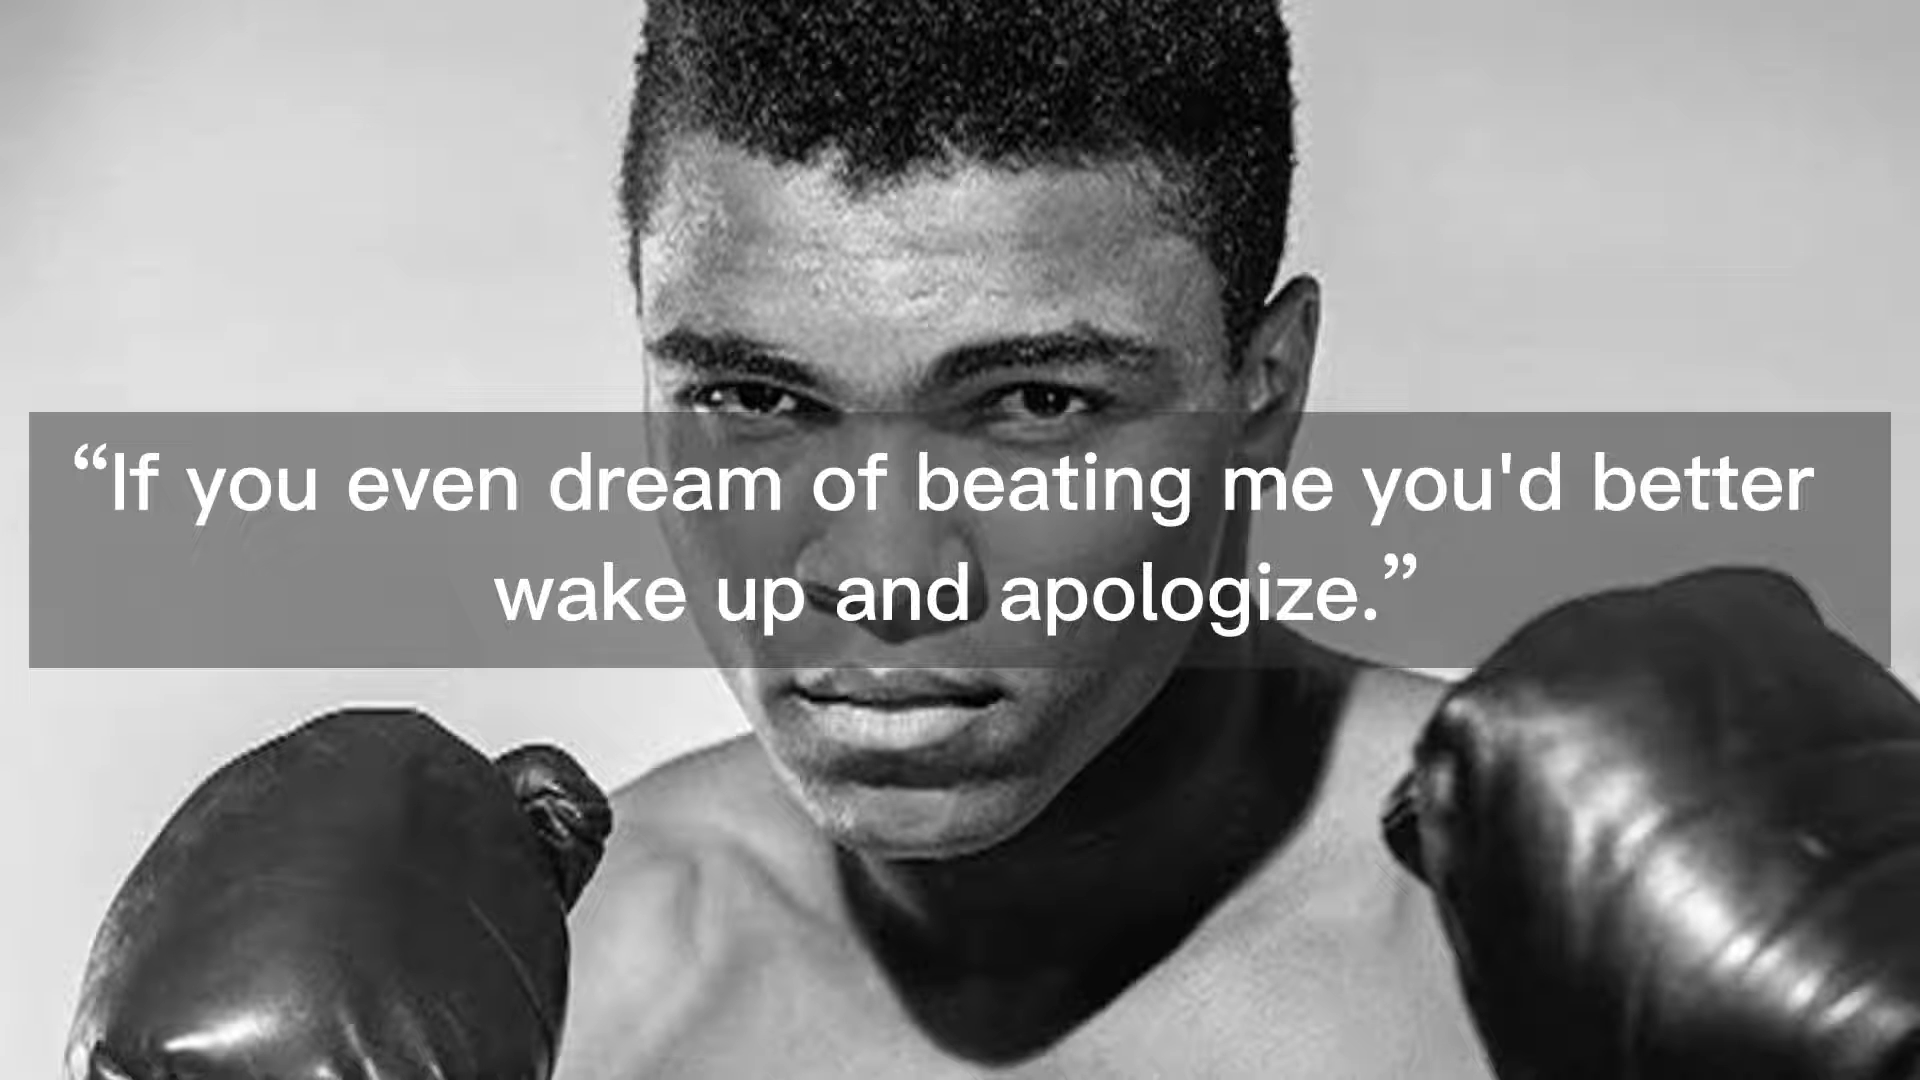 “If you even dream of beating me you'd better
wake up and apologize.”